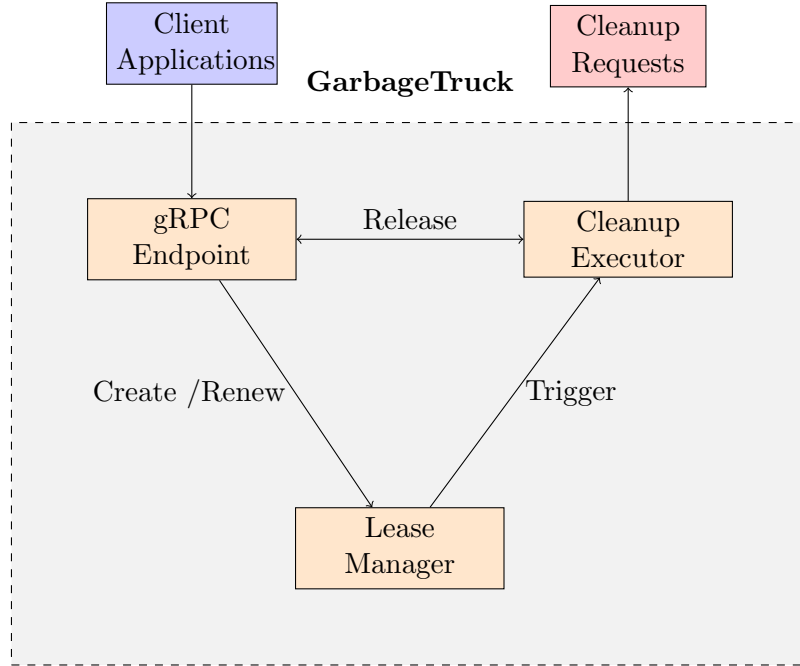 Client
Applications
Cleanup
Requests
GarbageTruck
gRPC
Endpoint
Release
Cleanup
Executor
Create /Renew
Trigger
Lease
Manager